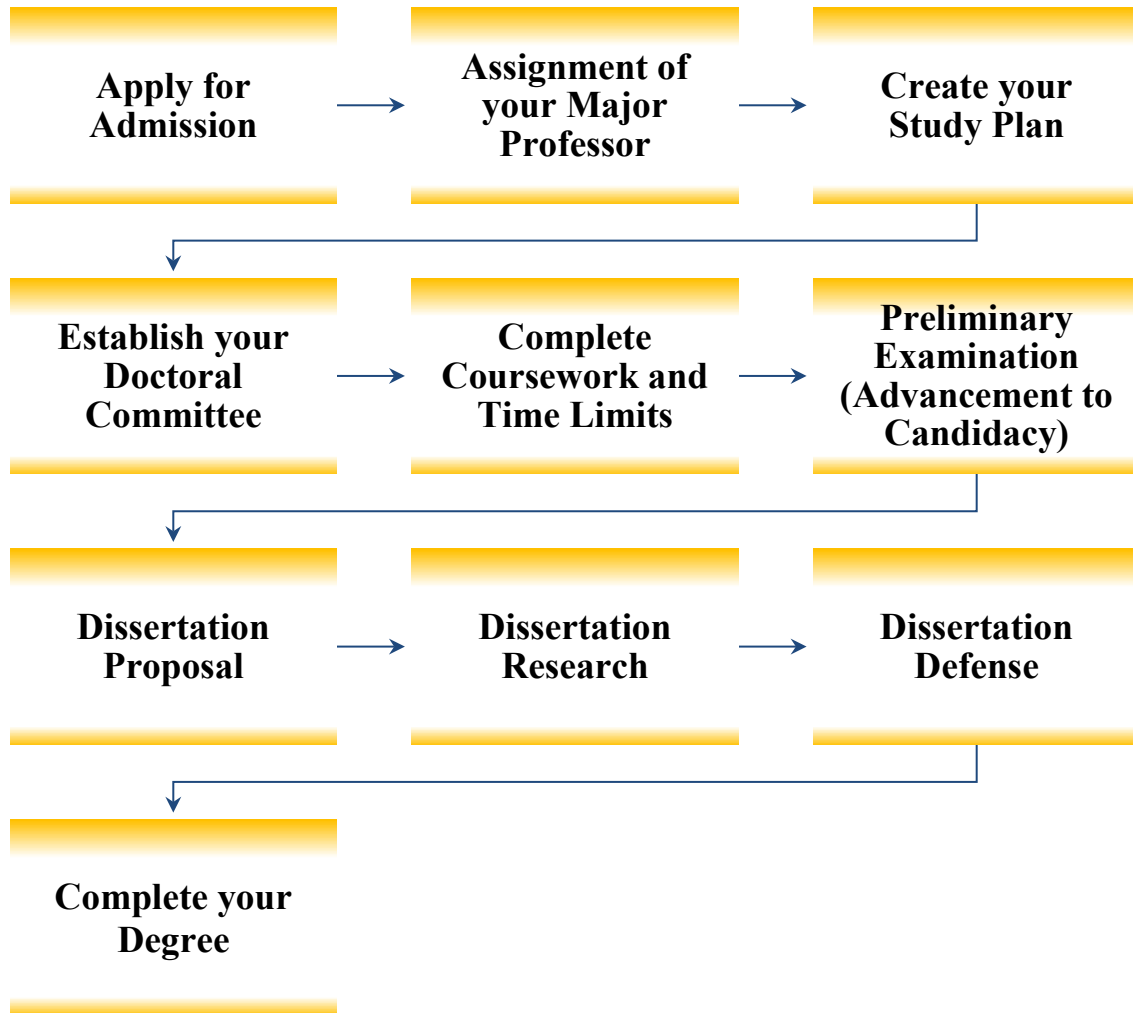 Apply for
Admission
Assignment of
your Major
Professor
Create your
Study Plan
Establish your
Doctoral
Committee
Complete
Coursework and
Time Limits
Preliminary
Examination
(Advancement to
Candidacy)
Dissertation
Proposal
Dissertation
Research
Dissertation
Defense
Complete your
Degree